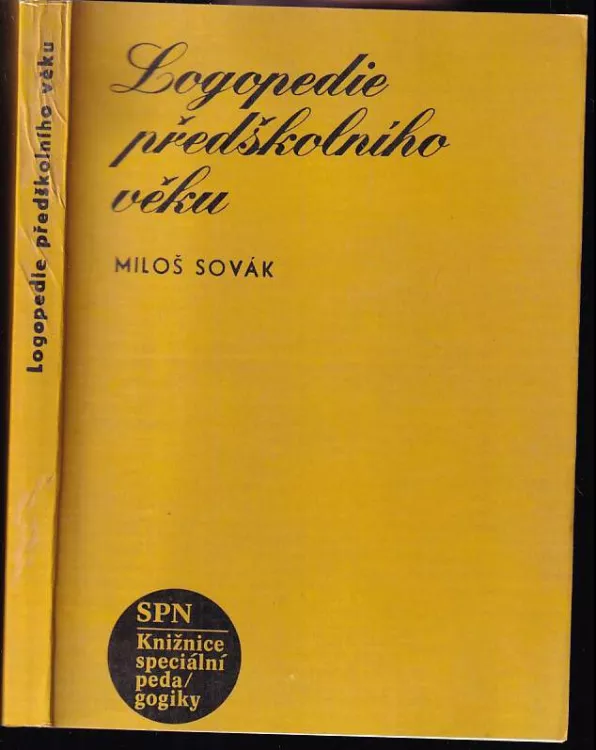 Logopedie předškolního věku
Logopedie
předškolního
věku
MILOŠ SOVÁK
SPN
Knižnice
speciální
peda/
gogiky